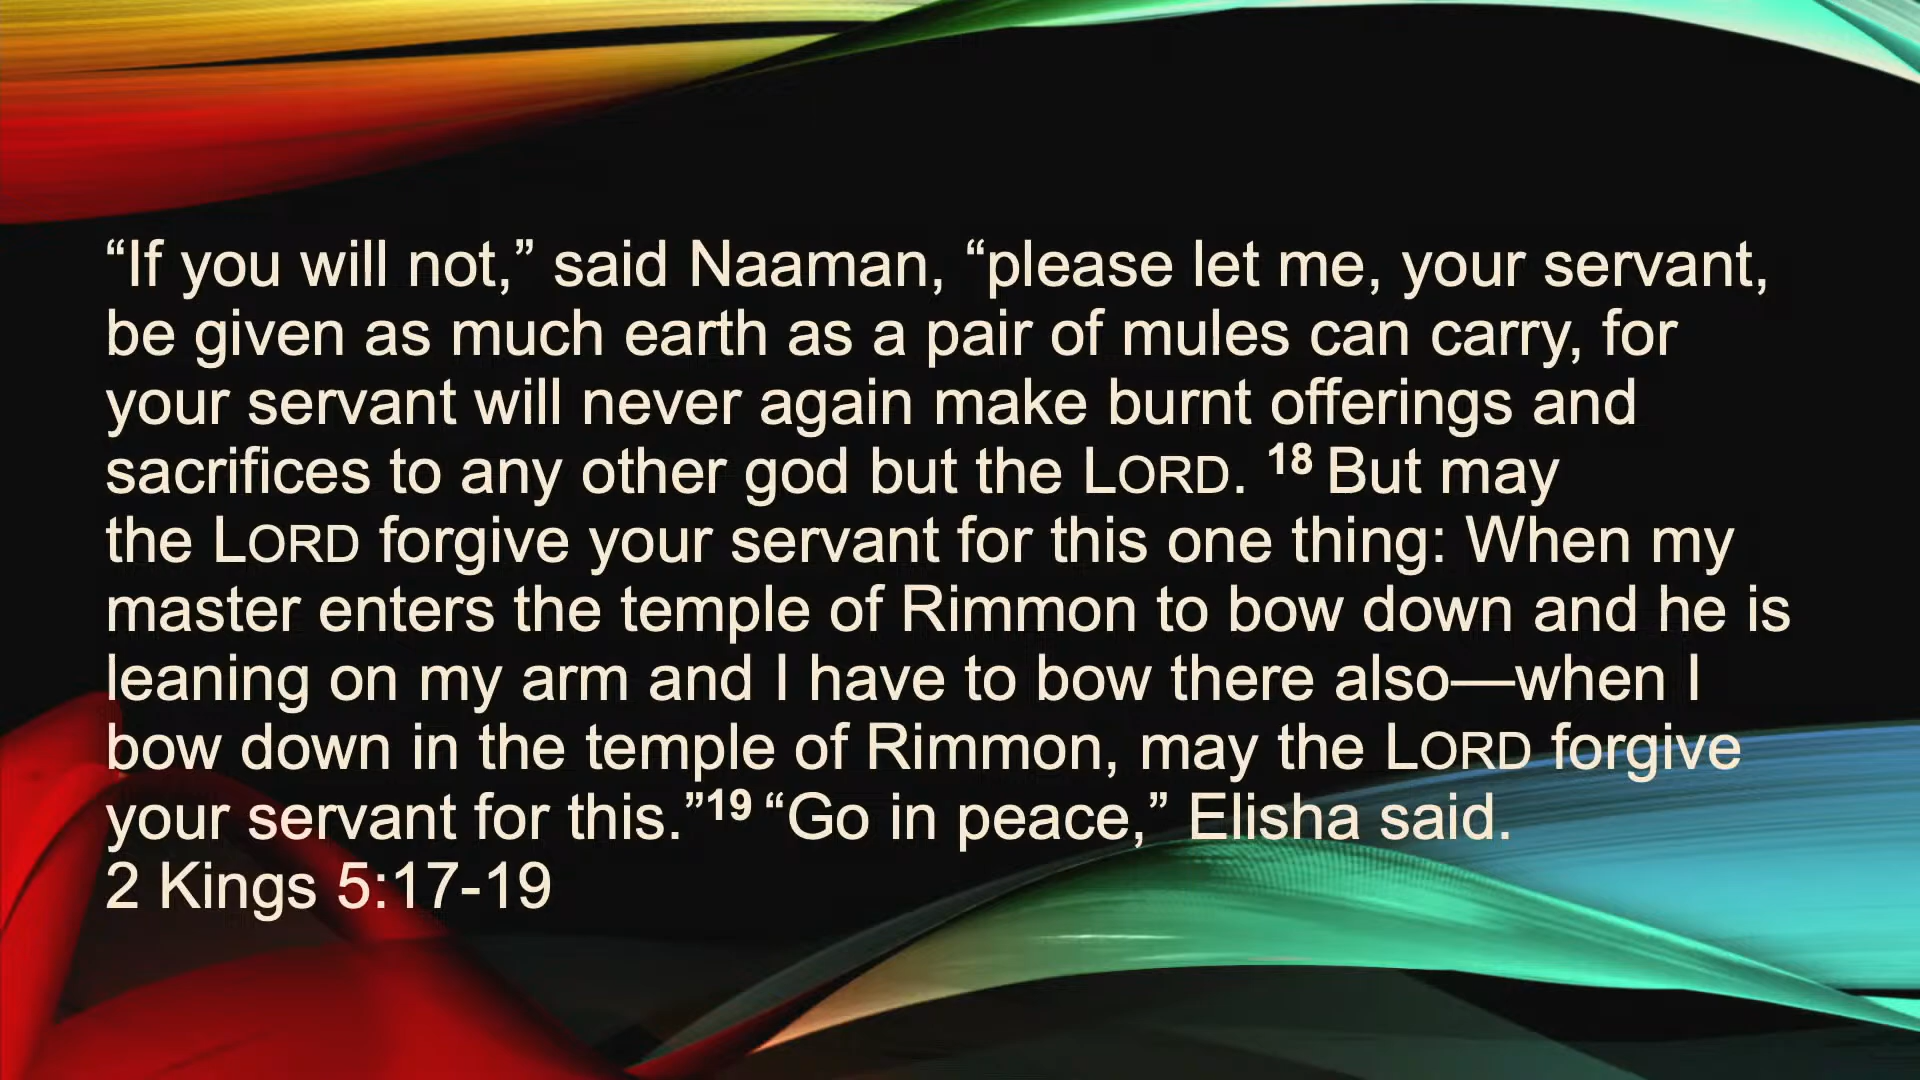 “If you will not,” said Naaman, “please let me, your servant,
be given as much earth as a pair of mules can carry, for
your servant will never again make burnt offerings and
sacrifices to any other god but the LORD. 18 But may
the LORD forgive your servant for this one thing: When my
master enters the temple of Rimmon to bow down and he is
leaning on my arm and I have to bow there also—when I
bow down in the temple of Rimmon, may the LORD forgive
your servant for this.”19 “Go in peace,” Elisha said.
2 Kings 5:17-19